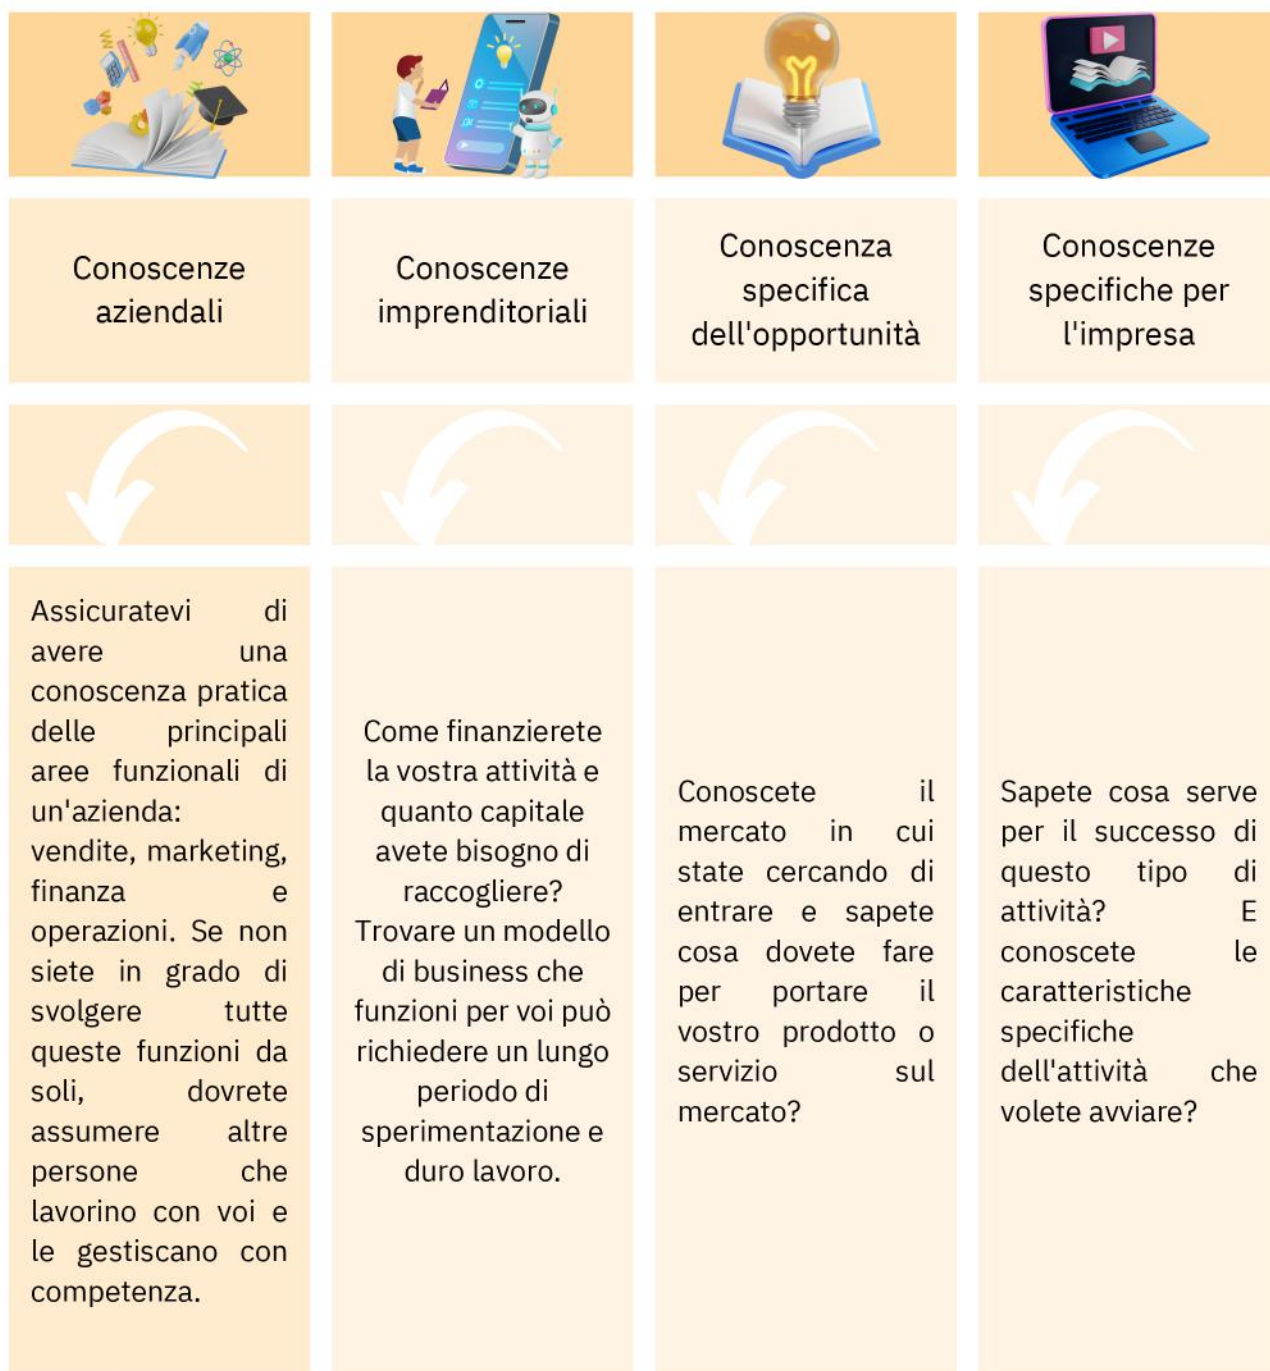 Conoscenze
aziendali
Conoscenze
imprenditoriali
Conoscenza
specifica
dell'opportunità
Conoscenze
specifiche per
l'impresa
Assicuratevi di
avere una
conoscenza pratica
delle principali
aree funzionali di
un'azienda:
vendite, marketing,
finanza e
operazioni. Se non
siete in grado di
svolgere tutte
queste funzioni da
soli, dovrete
assumere altre
persone che
lavorino con voi e
le gestiscano con
competenza.
Come finanzierete
la vostra attività e
quanto capitale
avete bisogno di
raccogliere?
Trovare un modello
di business che
funzioni per voi può
richiedere un lungo
periodo di
sperimentazione e
duro lavoro.
Conoscete il
mercato in cui
state cercando di
entrare e sapete
cosa dovete fare
per portare il
vostro prodotto o
servizio sul
mercato?
Sapete cosa serve
per il successo di
questo tipo di
attività? E
conoscete le
caratteristiche
specifiche
dell'attività che
volete avviare?